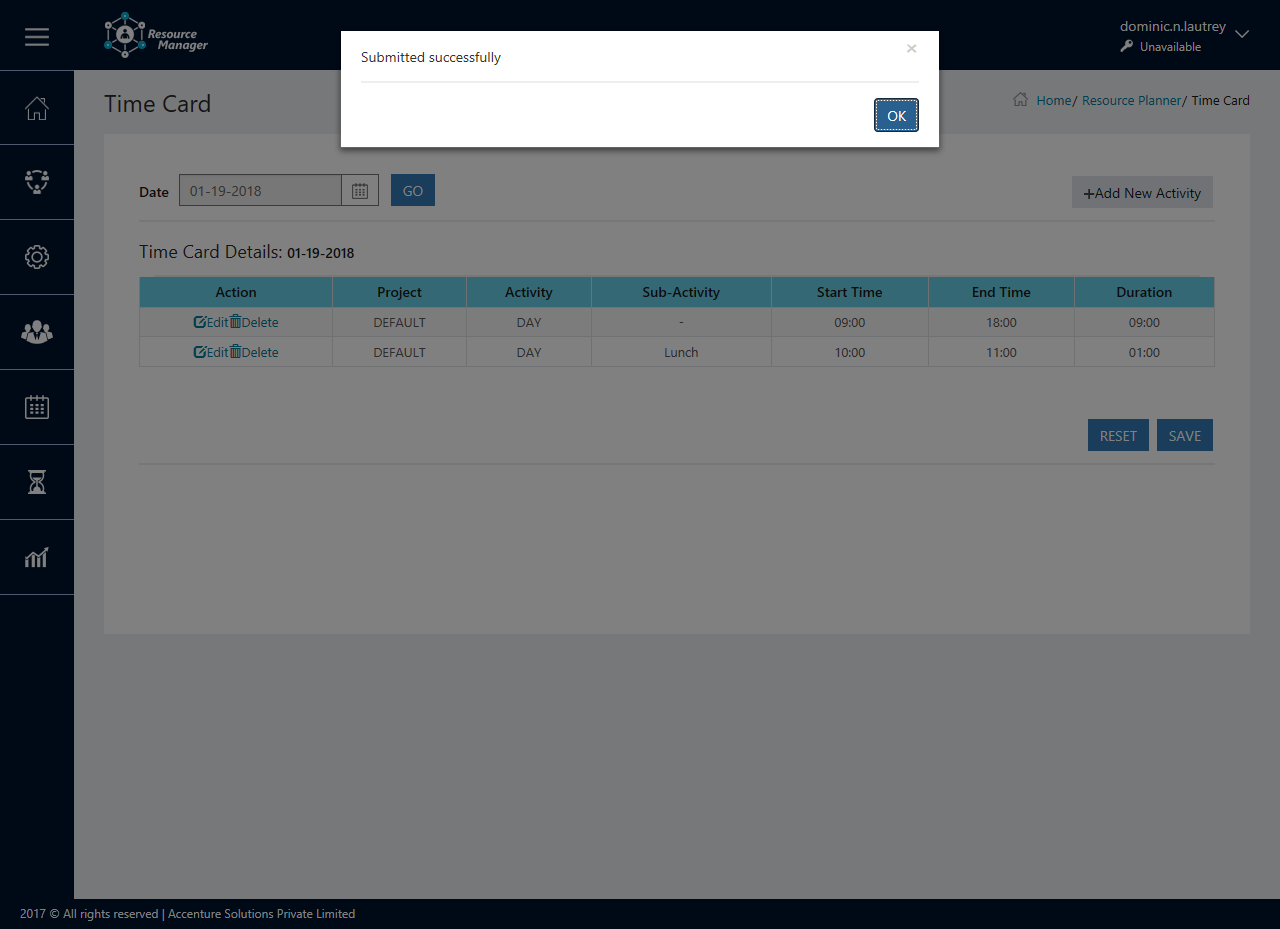 Resource
Manager
dominic.n.lautrey
Unavailable
Submitted successfully
×
OK
Time Card
Home/ Resource Planner/ Time Card
Date 01-19-2018 GO
+Add New Activity
Time Card Details: 01-19-2018
Action Project Activity Sub-Activity Start Time End Time Duration
Edit Delete DEFAULT DAY - 09:00 18:00 09:00
Edit Delete DEFAULT DAY Lunch 10:00 11:00 01:00
RESET SAVE
2017 © All rights reserved | Accenture Solutions Private Limited